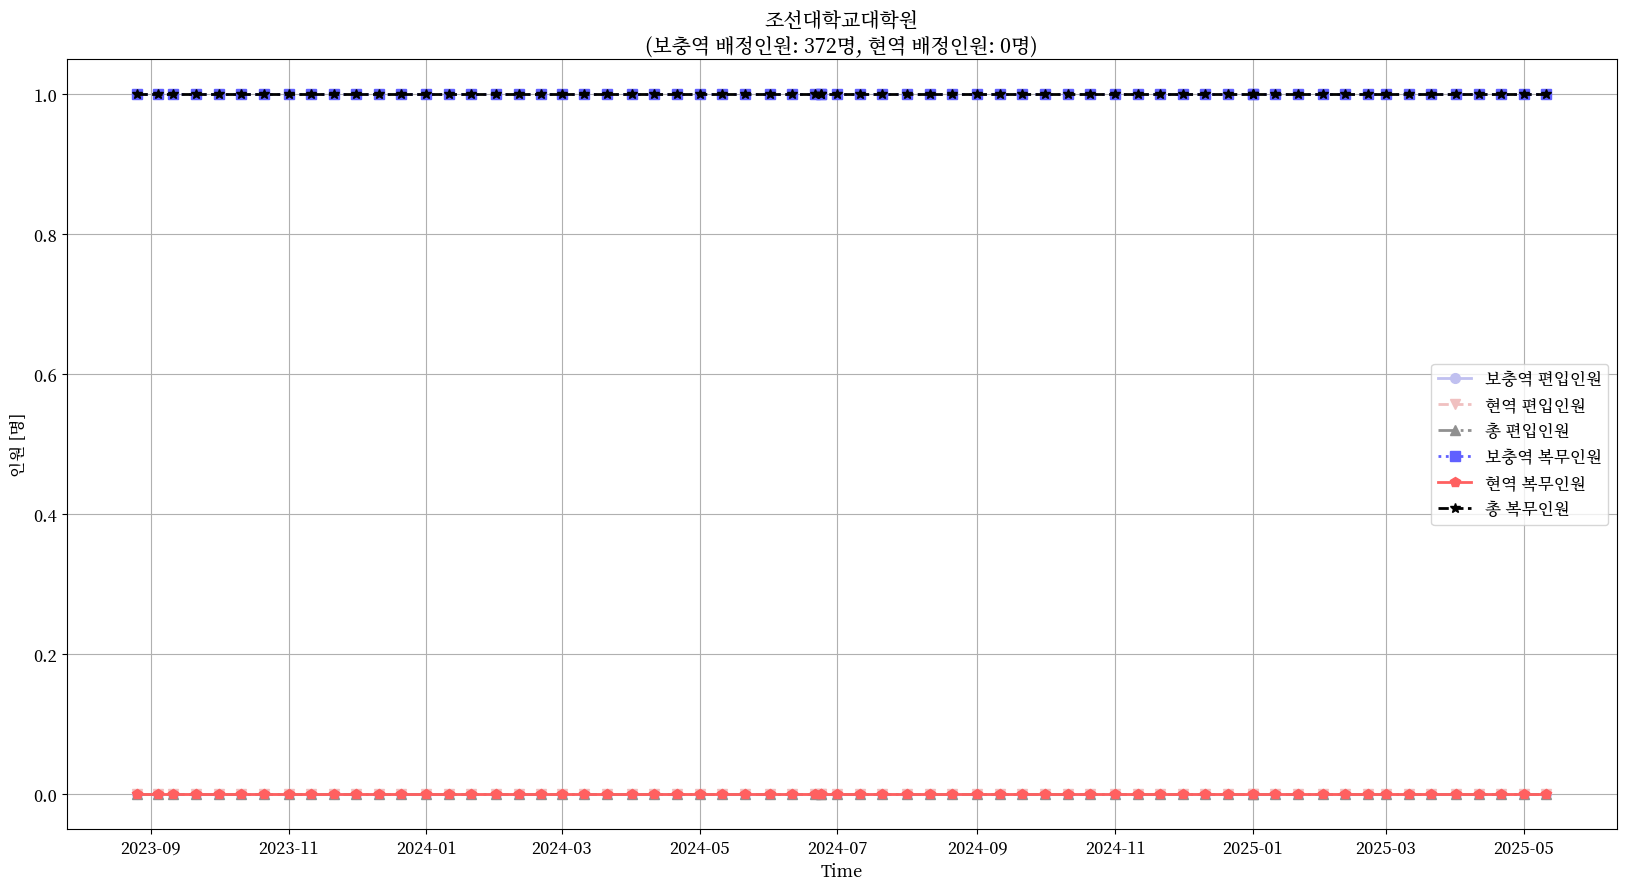 조선대학교대학원
(보충역 배정인원: 372명, 현역 배정인원: 0명)
1.0
0.8
0.6
0.4
0.2
0.0
인원 [명]
보충역 편입인원
현역 편입인원
총 편입인원
보충역 복무인원
현역 복무인원
총 복무인원
2023-09 2023-11 2024-01 2024-03 2024-05 2024-07 2024-09 2024-11 2025-01 2025-03 2025-05
Time